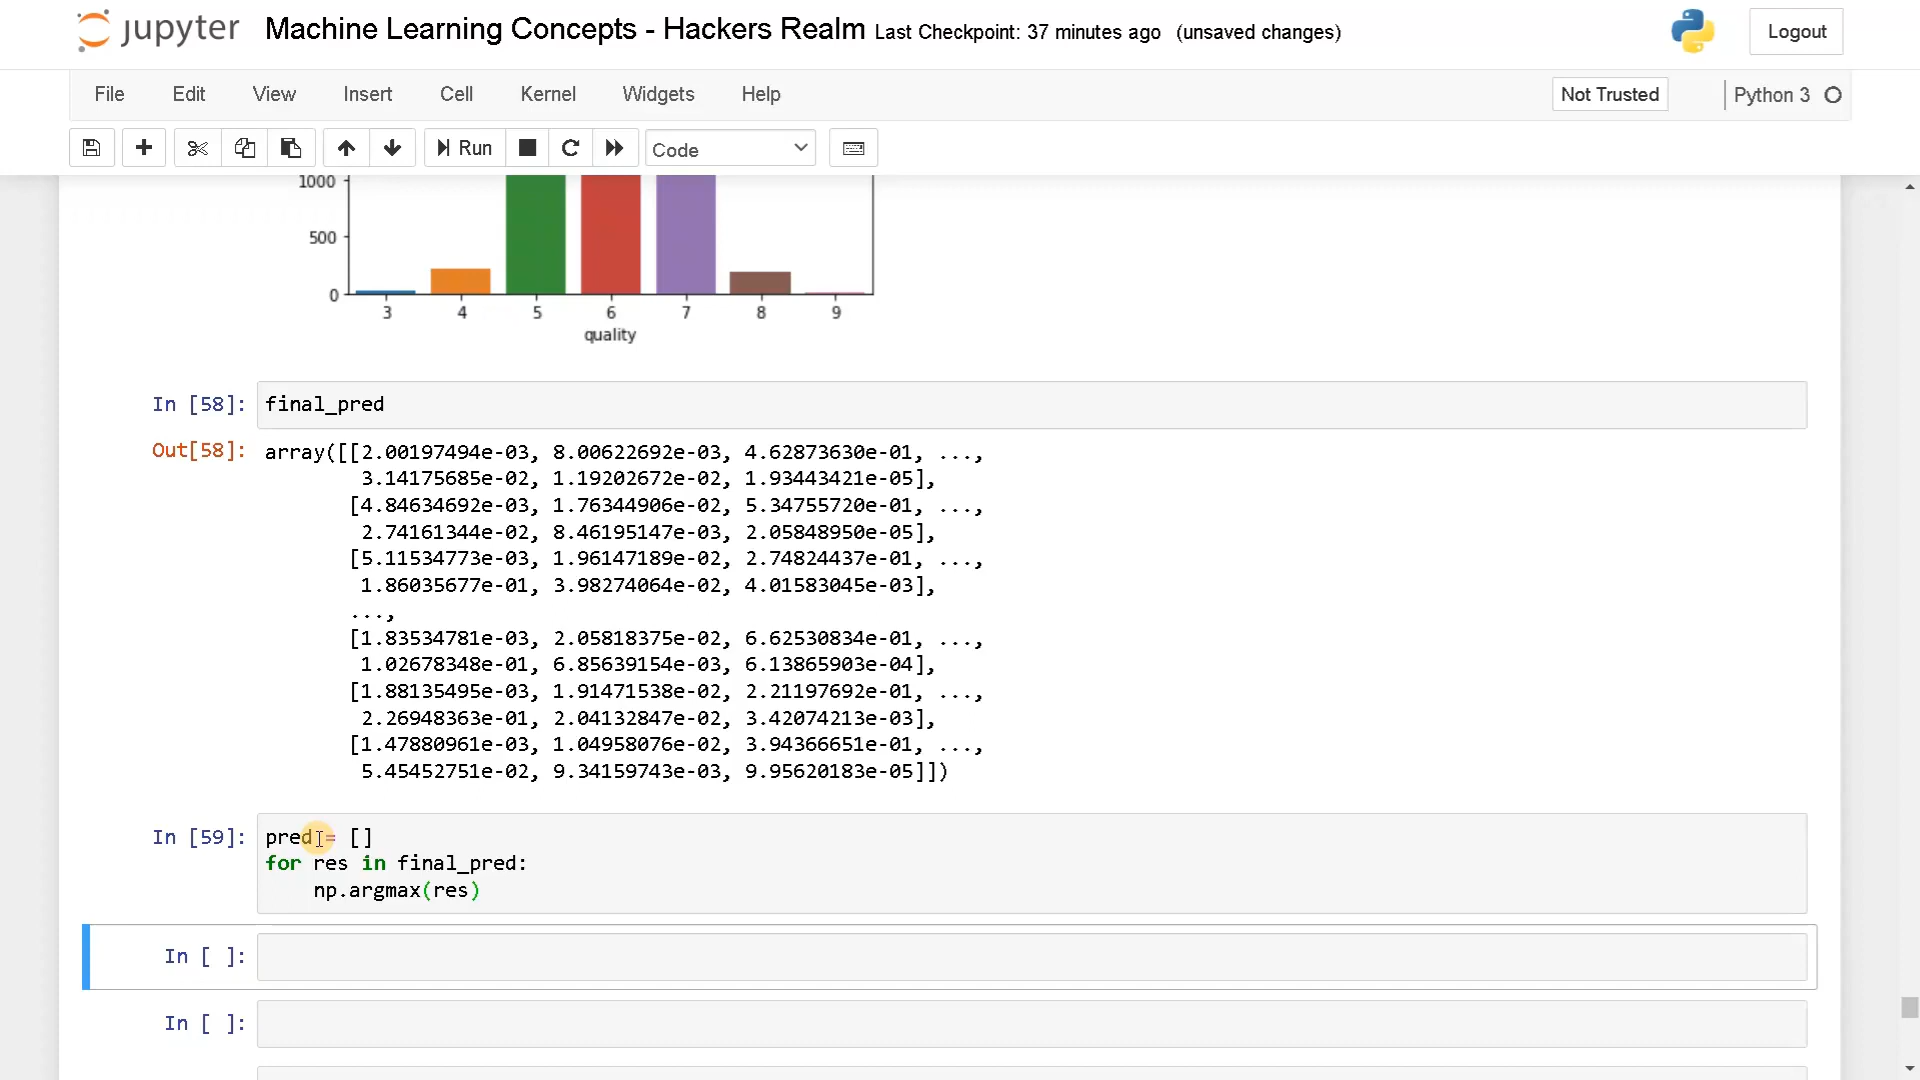 jupyter Machine Learning Concepts - Hackers Realm Last Checkpoint: 37 minutes ago (unsaved changes) Logout
File Edit View Insert Cell Kernel Widgets Help Not Trusted Python 3
Run Code
1000
500
0
3 4 5 6 7 8 9
quality
In [58]: final_pred
Out[58]: array([[2.00197494e-03, 8.00622692e-03, 4.62873630e-01, ...,
3.14175685e-02, 1.19202672e-02, 1.93443421e-05],
[4.84634692e-03, 1.76344906e-02, 5.34755720e-01, ...,
2.74161344e-02, 8.46195147e-03, 2.05848950e-05],
[5.11534773e-03, 1.96147189e-02, 2.74824437e-01, ...,
1.86035677e-01, 3.98274064e-02, 4.01583045e-03],
...,
[1.83534781e-03, 2.05818375e-02, 6.62530834e-01, ...,
1.02678348e-01, 6.85639154e-03, 6.13865903e-04],
[1.88135495e-03, 1.91471538e-02, 2.21197692e-01, ...,
2.26948363e-01, 2.04132847e-02, 3.42074213e-03],
[1.47880961e-03, 1.04958076e-02, 3.94366651e-01, ...,
5.45452751e-02, 9.34159743e-03, 9.95620183e-05]])
In [59]: pred = []
for res in final_pred:
np.argmax(res)
In [ ]:
In [ ]: